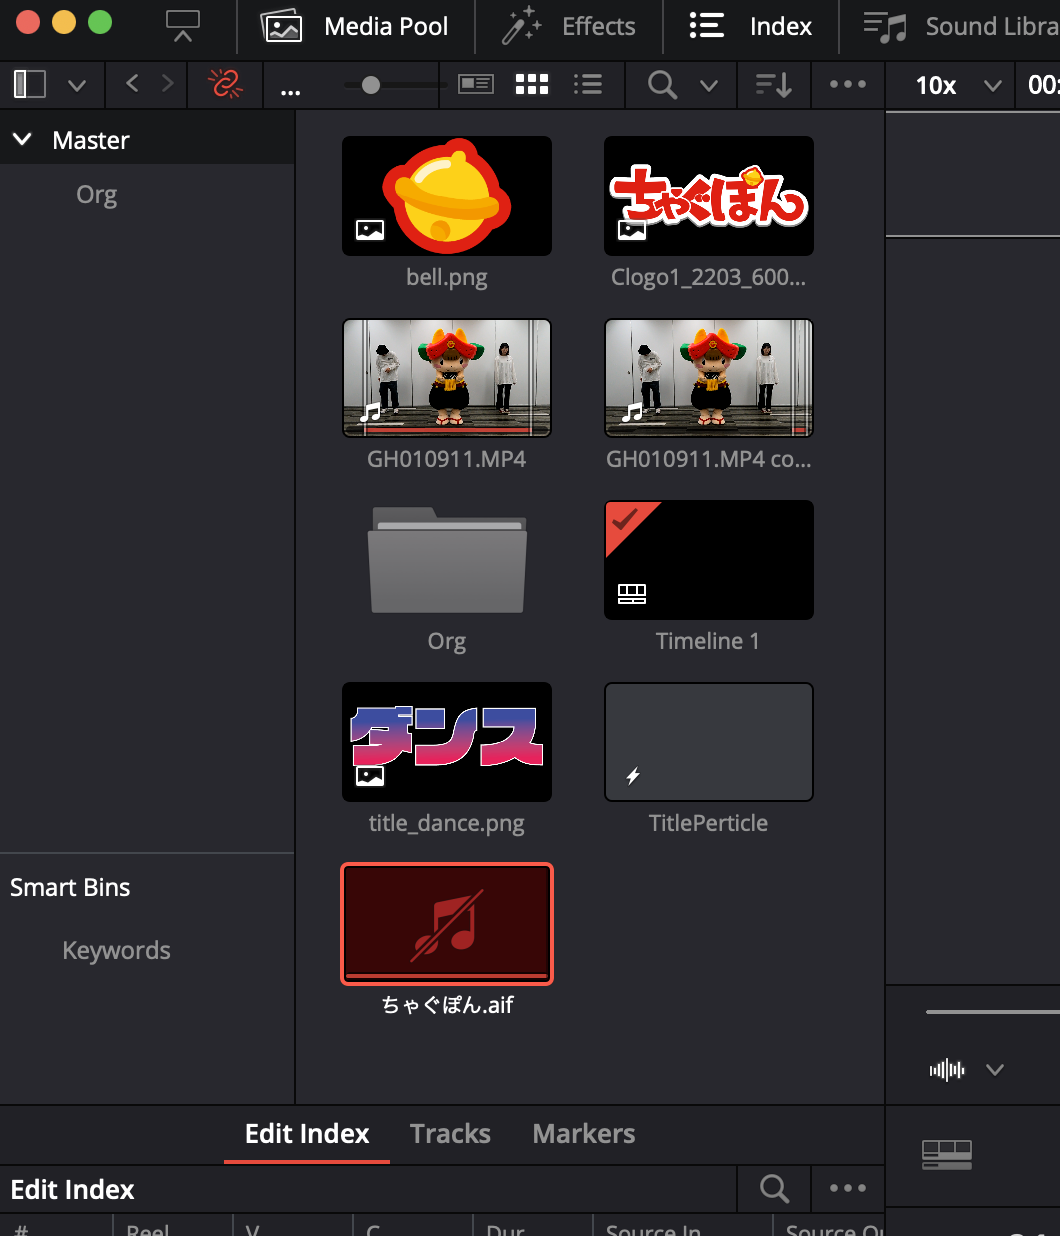 Media Pool
Effects
Index
Sound Libra
...
10x
00:
Master
Org
ちゃぐぽん
bell.png
Clogo1_2203_600...
GH010911.MP4
GH010911.MP4 co...
Org
Timeline 1
ダンス
title_dance.png
TitlePerticle
Smart Bins
Keywords
ちゃぐぽん.aif
Edit Index
Tracks
Markers
Edit Index
#
Reel
V
C
Dur
Source In
Source Ou